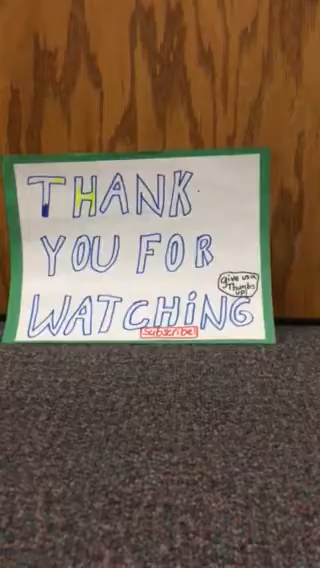 THANK
YOU FOR
WATCHiNG
give us a
Thumbs
up!
Subscribe!